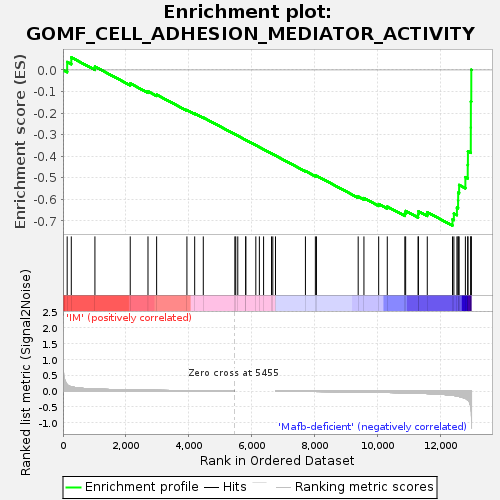 Enrichment plot:
GOMF_CELL_ADHESION_MEDIATOR_ACTIVITY
Enrichment score (ES)
0.0
-0.1
-0.2
-0.3
-0.4
-0.5
-0.6
-0.7
'IM' (positively correlated)
Ranked list metric (Signal2Noise)
2.5
2.0
1.5
1.0
0.5
0.0
-0.5
-1.0
Zero cross at 5455
'Mafb-deficient' (negatively correlated)
0
2,000
4,000
6,000
8,000
10,000
12,000
Rank in Ordered Dataset
Enrichment profile
Hits
Ranking metric scores